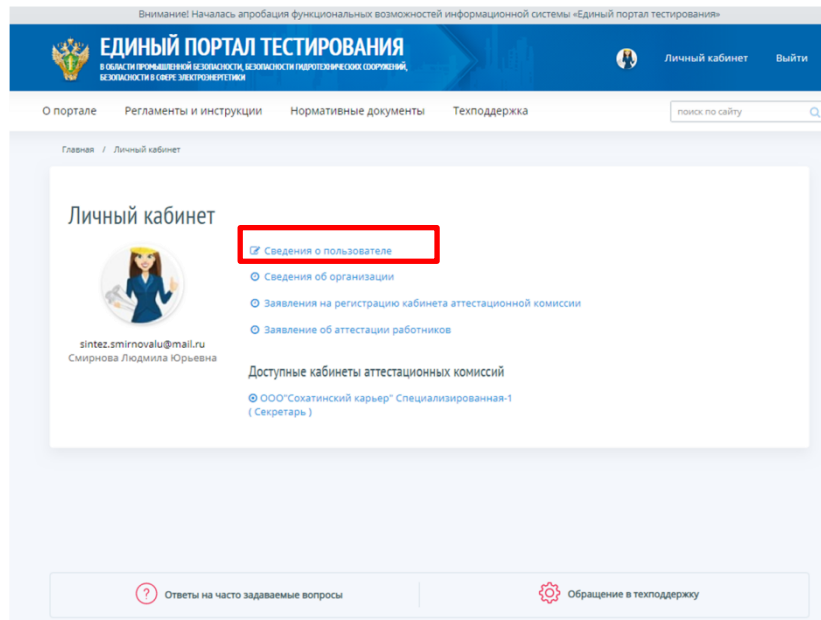 Внимание! Началась апробация функциональных возможностей информационной системы «Единый портал тестирования»
ЕДИНЫЙ ПОРТАЛ ТЕСТИРОВАНИЯ
В ОБЛАСТИ ПРОМЫШЛЕННОЙ БЕЗОПАСНОСТИ, БЕЗОПАСНОСТИ ГИДРОТЕХНИЧЕСКИХ СООРУЖЕНИЙ,
БЕЗОПАСНОСТИ В СФЕРЕ ЭЛЕКТРОЭНЕРГЕТИКИ
Личный кабинет
Выйти
О портале
Регламенты и инструкции
Нормативные документы
Техподдержка
поиск по сайту
Главная / Личный кабинет
Личный кабинет
Сведения о пользователе
Сведения об организации
Заявления на регистрацию кабинета аттестационной комиссии
Заявление об аттестации работников
sintez.smirnovalu@mail.ru
Смирнова Людмила Юрьевна
Доступные кабинеты аттестационных комиссий
ООО"Сохатинский карьер" Специализированная-1
( Секретарь )
Ответы на часто задаваемые вопросы
Обращение в техподдержку